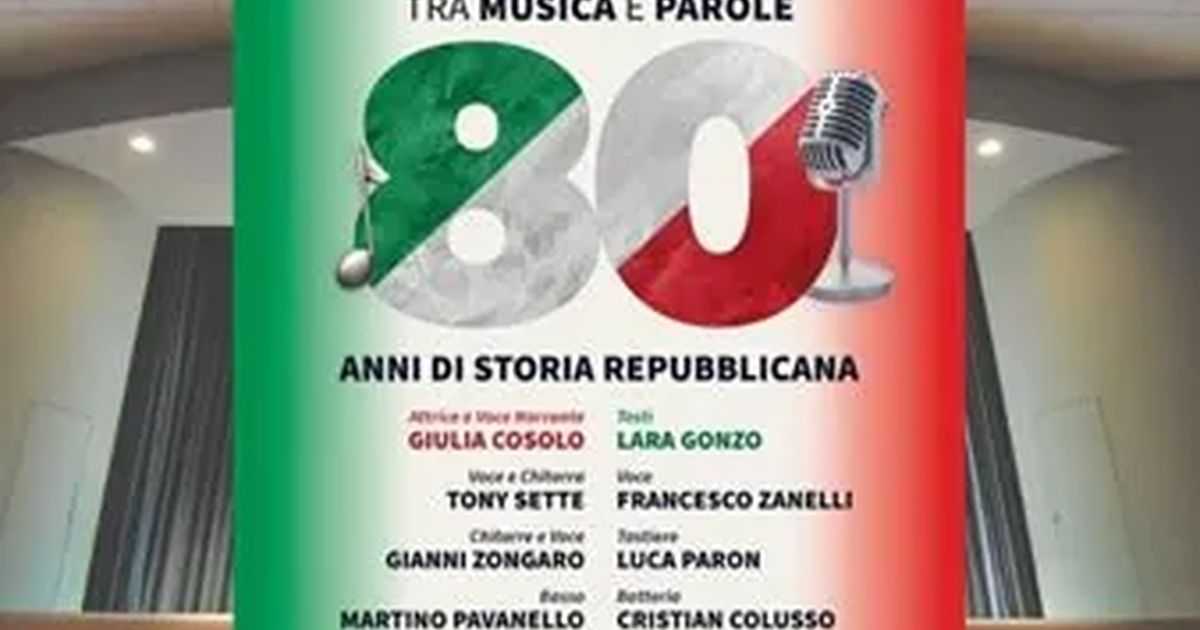 TRA MUSICA E PAROLE
80
ANNI DI STORIA REPUBBLICANA
Attrice e Voce Narrante
GIULIA COSOLO
Testi
LARA GONZO
Voce e Chitarra
TONY SETTE
Voce
FRANCESCO ZANELLI
Chitarre e Voce
GIANNI ZONGARO
Tastiere
LUCA PARON
Basso
MARTINO PAVANELLO
Batteria
CRISTIAN COLUSSO